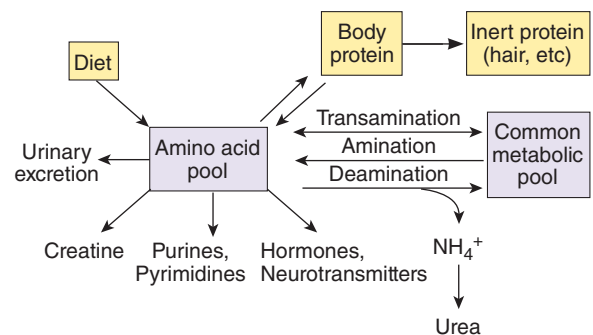 Diet
Body
protein
Inert protein
(hair, etc)
Urinary
excretion
Amino acid
pool
Transamination
Amination
Deamination
Common
metabolic
pool
Creatine
Purines,
Pyrimidines
Hormones,
Neurotransmitters
NH₄⁺
Urea